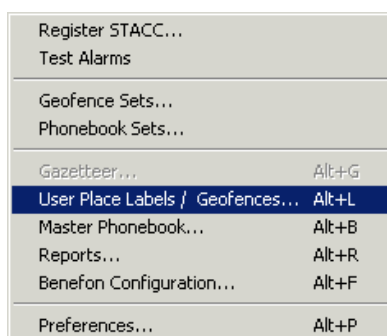 Register STACC...
Test Alarms
Geofence Sets...
Phonebook Sets...
Gazetteer... Alt+G
User Place Labels / Geofences... Alt+L
Master Phonebook... Alt+B
Reports... Alt+R
Benefon Configuration... Alt+F
Preferences... Alt+P